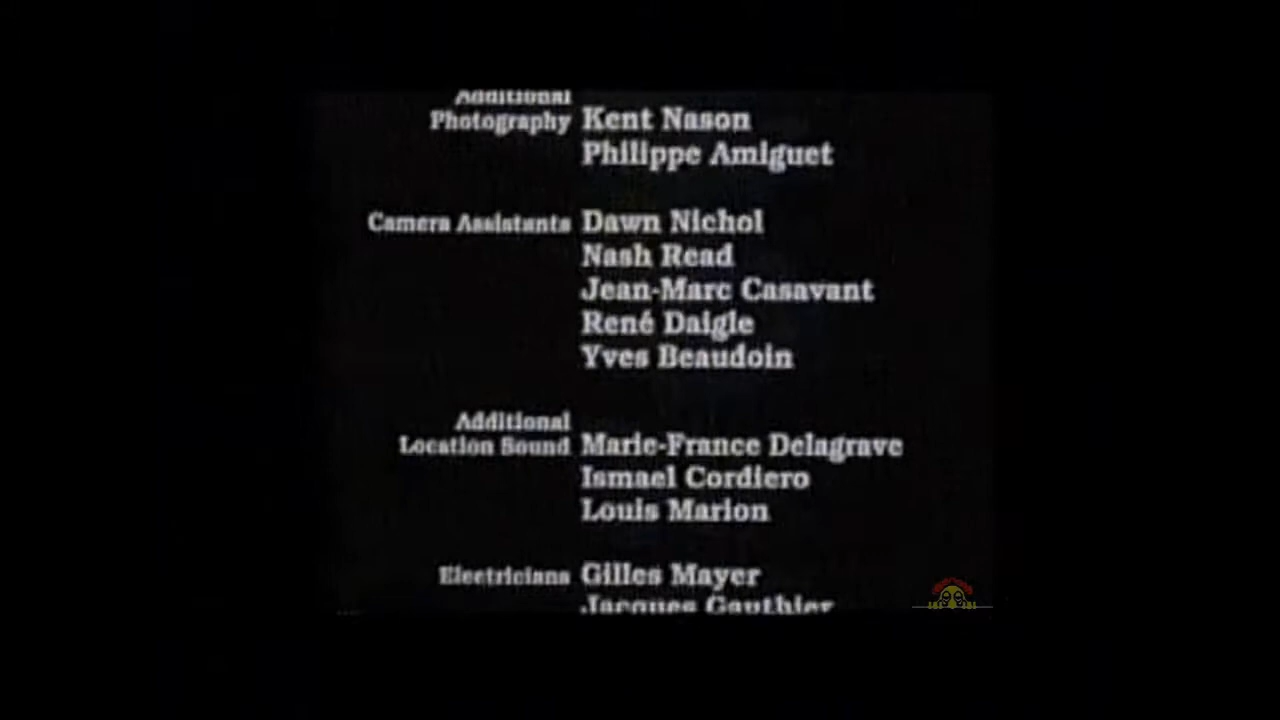 Additional
Photography Kent Nason
Philippe Amiguet
Camera Assistants Dawn Nichol
Nash Read
Jean-Marc Casavant
René Daigle
Yves Beaudoin
Additional
Location Sound Marie-France Delagrave
Ismael Cordiero
Louis Marion
Electricians Gilles Mayer
Jacques Gauthier